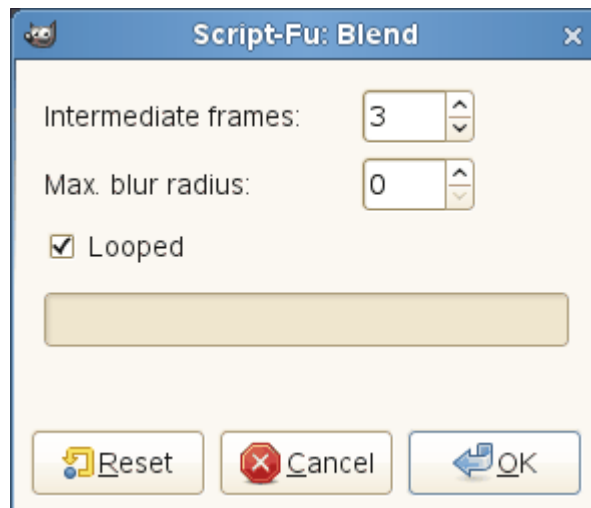 Script-Fu: Blend
Intermediate frames: 3
Max. blur radius: 0
Looped
Reset Cancel OK